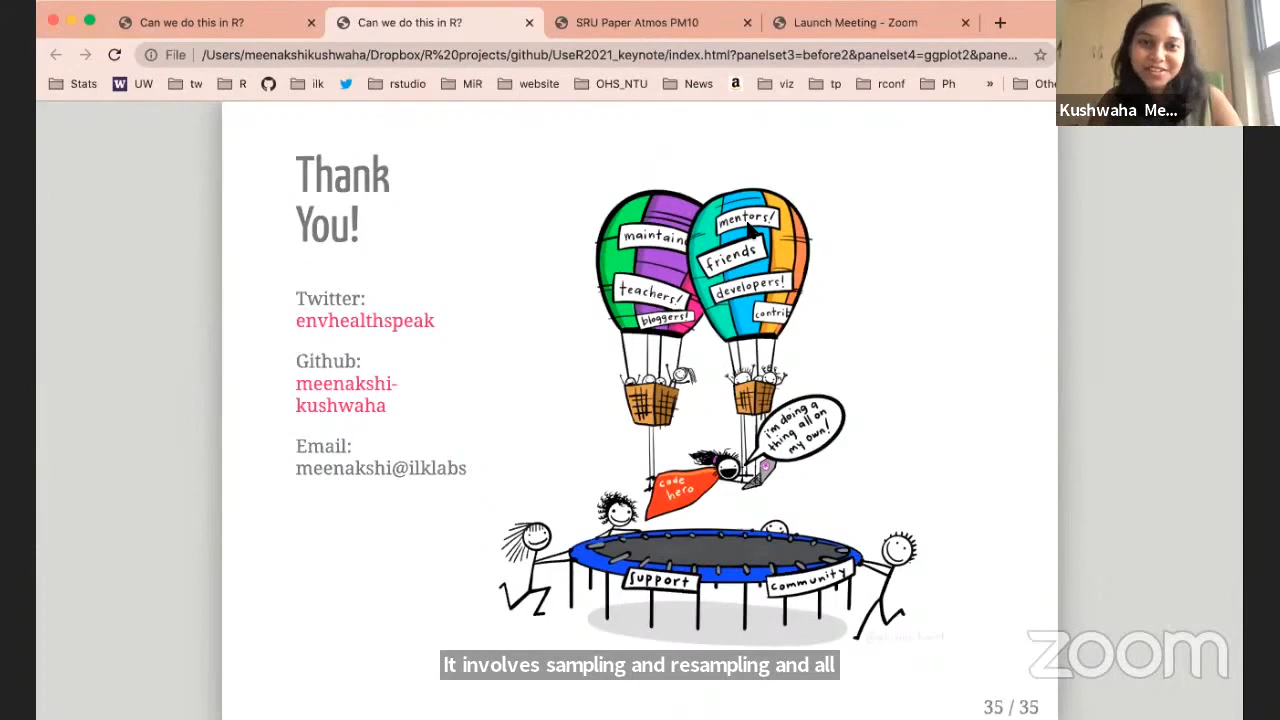 Can we do this in R?
Can we do this in R?
SRU Paper Atmos PM10
Launch Meeting - Zoom
File
/Users/meenakshikushwaha/Dropbox/R%20projects/github/UseR2021_keynote/index.html?panelset3=before2&panelset4=ggplot2&pane...
Stats
W UW
tw
R
ilk
rstudio
MiR
website
OHS_NTU
News
a
viz
tp
rconf
Ph
»
Othe
Kushwaha Me...
Thank
You!
Twitter:
envhealthspeak
Github:
meenakshi-
kushwaha
Email:
meenakshi@ilklabs
maintain
teachers!
bloggers!
mentors!
friends
developers!
contrib
i'm doing a
thing all on
my own!
code
hero
support
community
It involves sampling and resampling and all
zoom
35 / 35